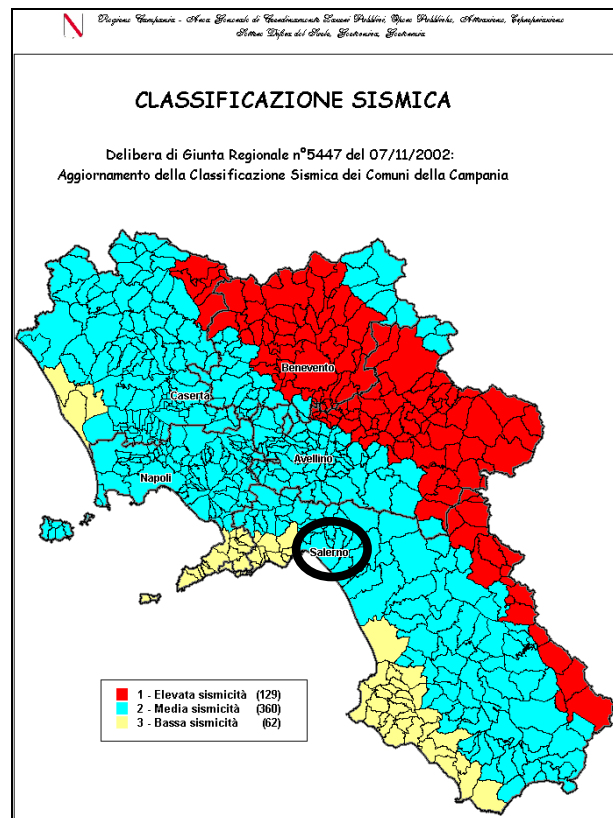 Regione Campania - Area Generale di Coordinamento Lavori Pubblici, Opere Pubbliche, Attuazione, Espropriazione
Settore Difesa del Suolo, Geotecnica, Geotermia
CLASSIFICAZIONE SISMICA
Delibera di Giunta Regionale n°5447 del 07/11/2002:
Aggiornamento della Classificazione Sismica dei Comuni della Campania
Benevento
Caserta
Avellino
Napoli
Salerno
1 - Elevata sismicità (129)
2 - Media sismicità (360)
3 - Bassa sismicità (62)